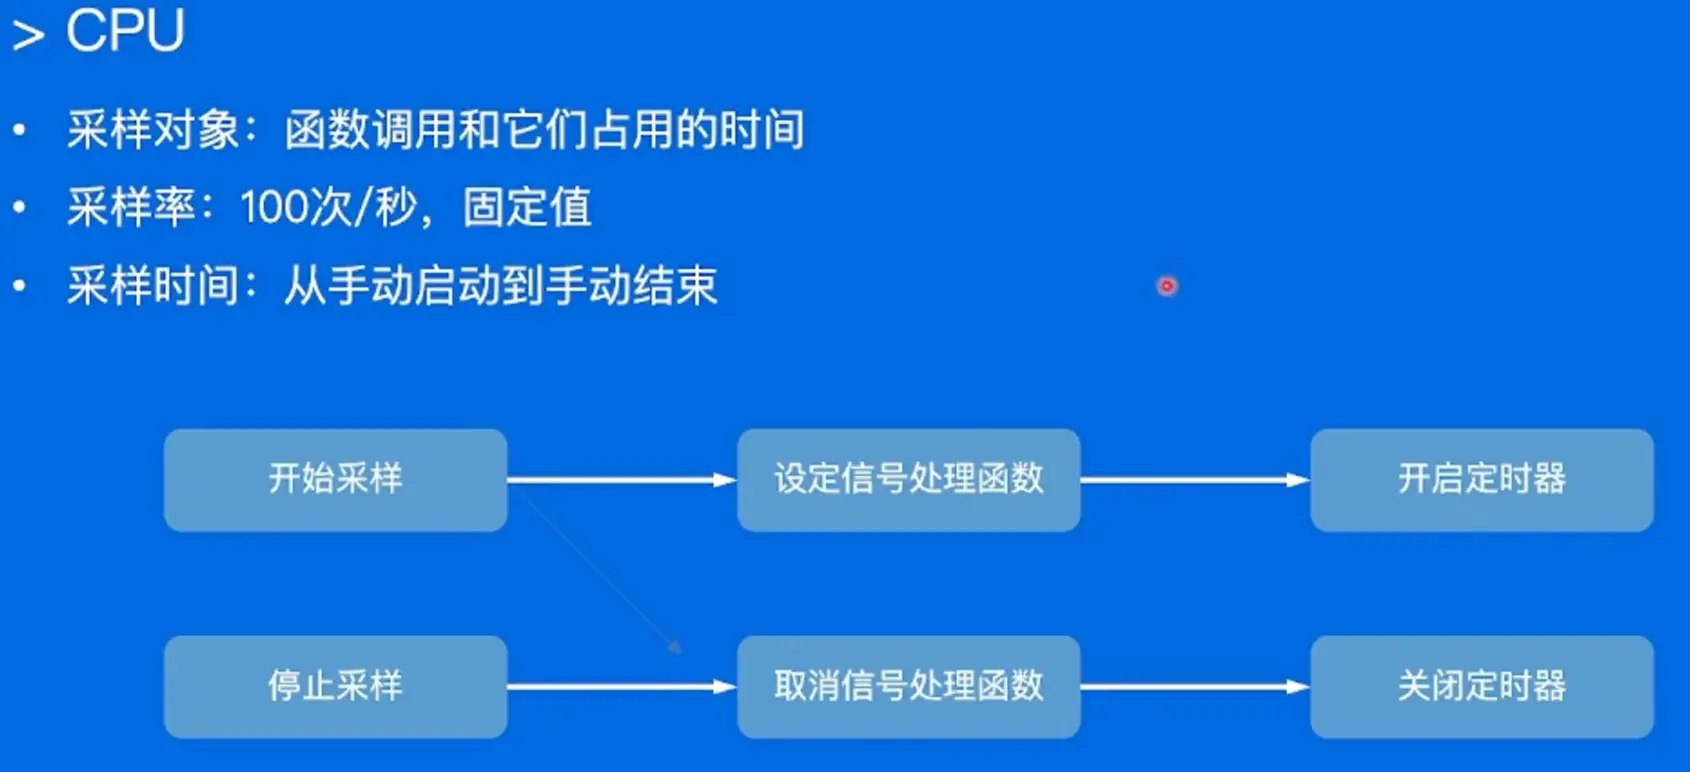 > CPU
• 采样对象：函数调用和它们占用的时间
• 采样率：100次/秒，固定值
• 采样时间：从手动启动到手动结束
开始采样
设定信号处理函数
开启定时器
停止采样
取消信号处理函数
关闭定时器